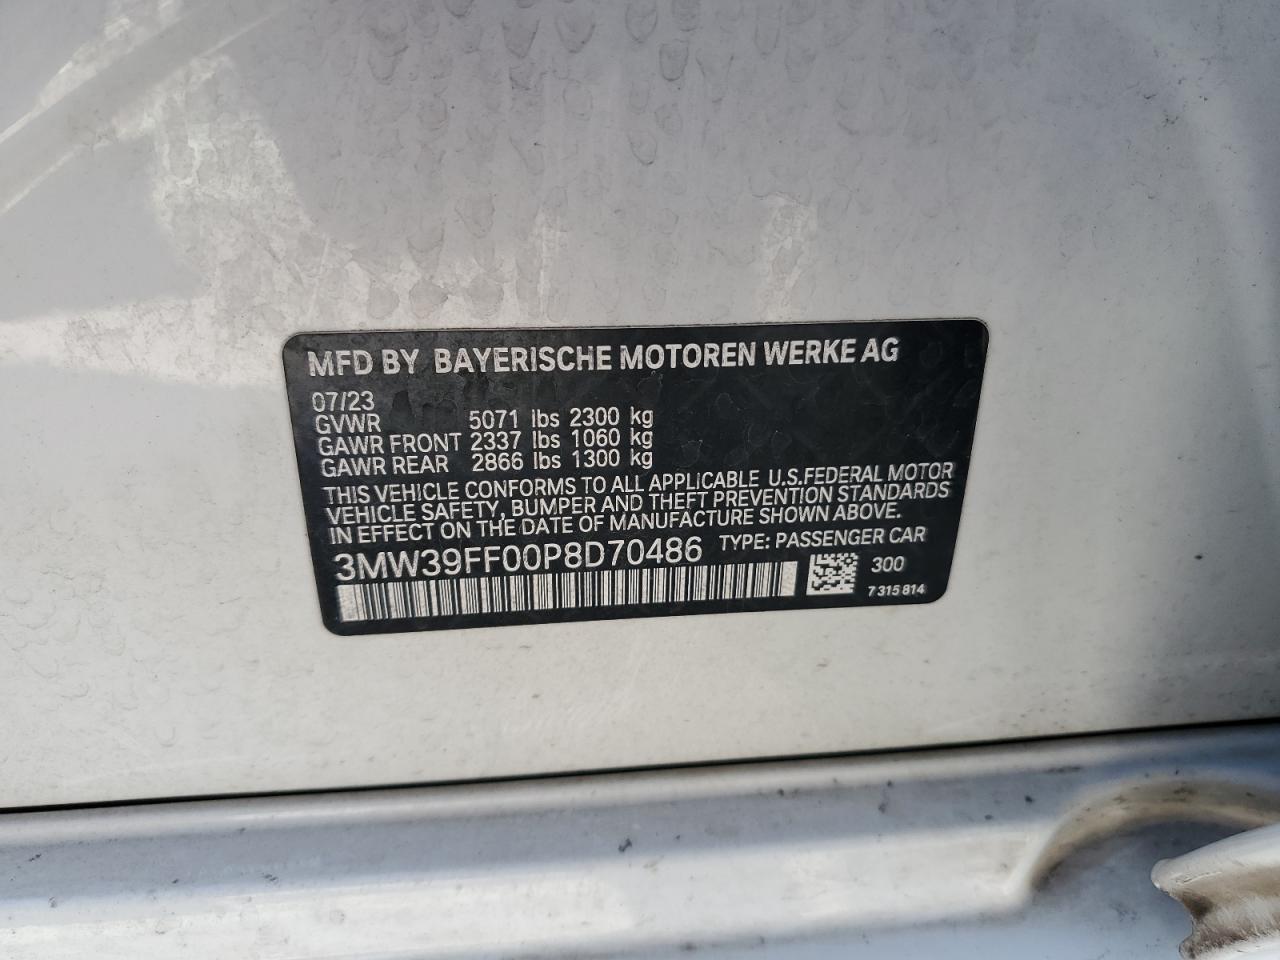 MFD BY BAYERISCHE MOTOREN WERKE AG
07/23
GVWR 5071 lbs 2300 kg
GAWR FRONT 2337 lbs 1060 kg
GAWR REAR 2866 lbs 1300 kg
THIS VEHICLE CONFORMS TO ALL APPLICABLE U.S.FEDERAL MOTOR
VEHICLE SAFETY, BUMPER AND THEFT PREVENTION STANDARDS
IN EFFECT ON THE DATE OF MANUFACTURE SHOWN ABOVE.
3MW39FF00P8D70486 TYPE: PASSENGER CAR
300
7 315 814